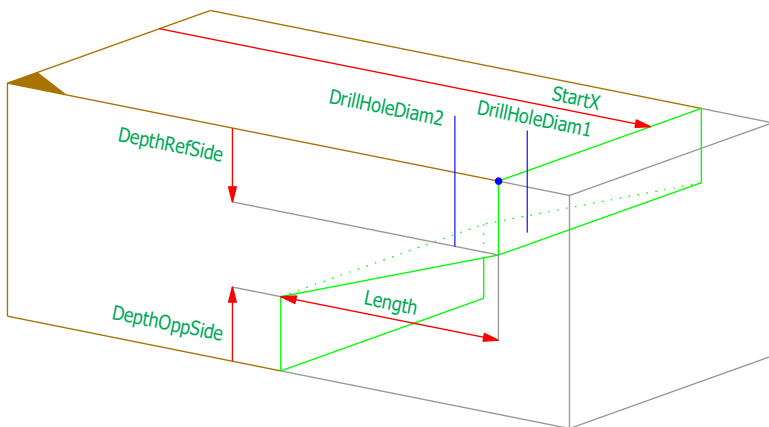 StartX
DrillHoleDiam2
DrillHoleDiam1
DepthRefSide
Length
DepthOppSide